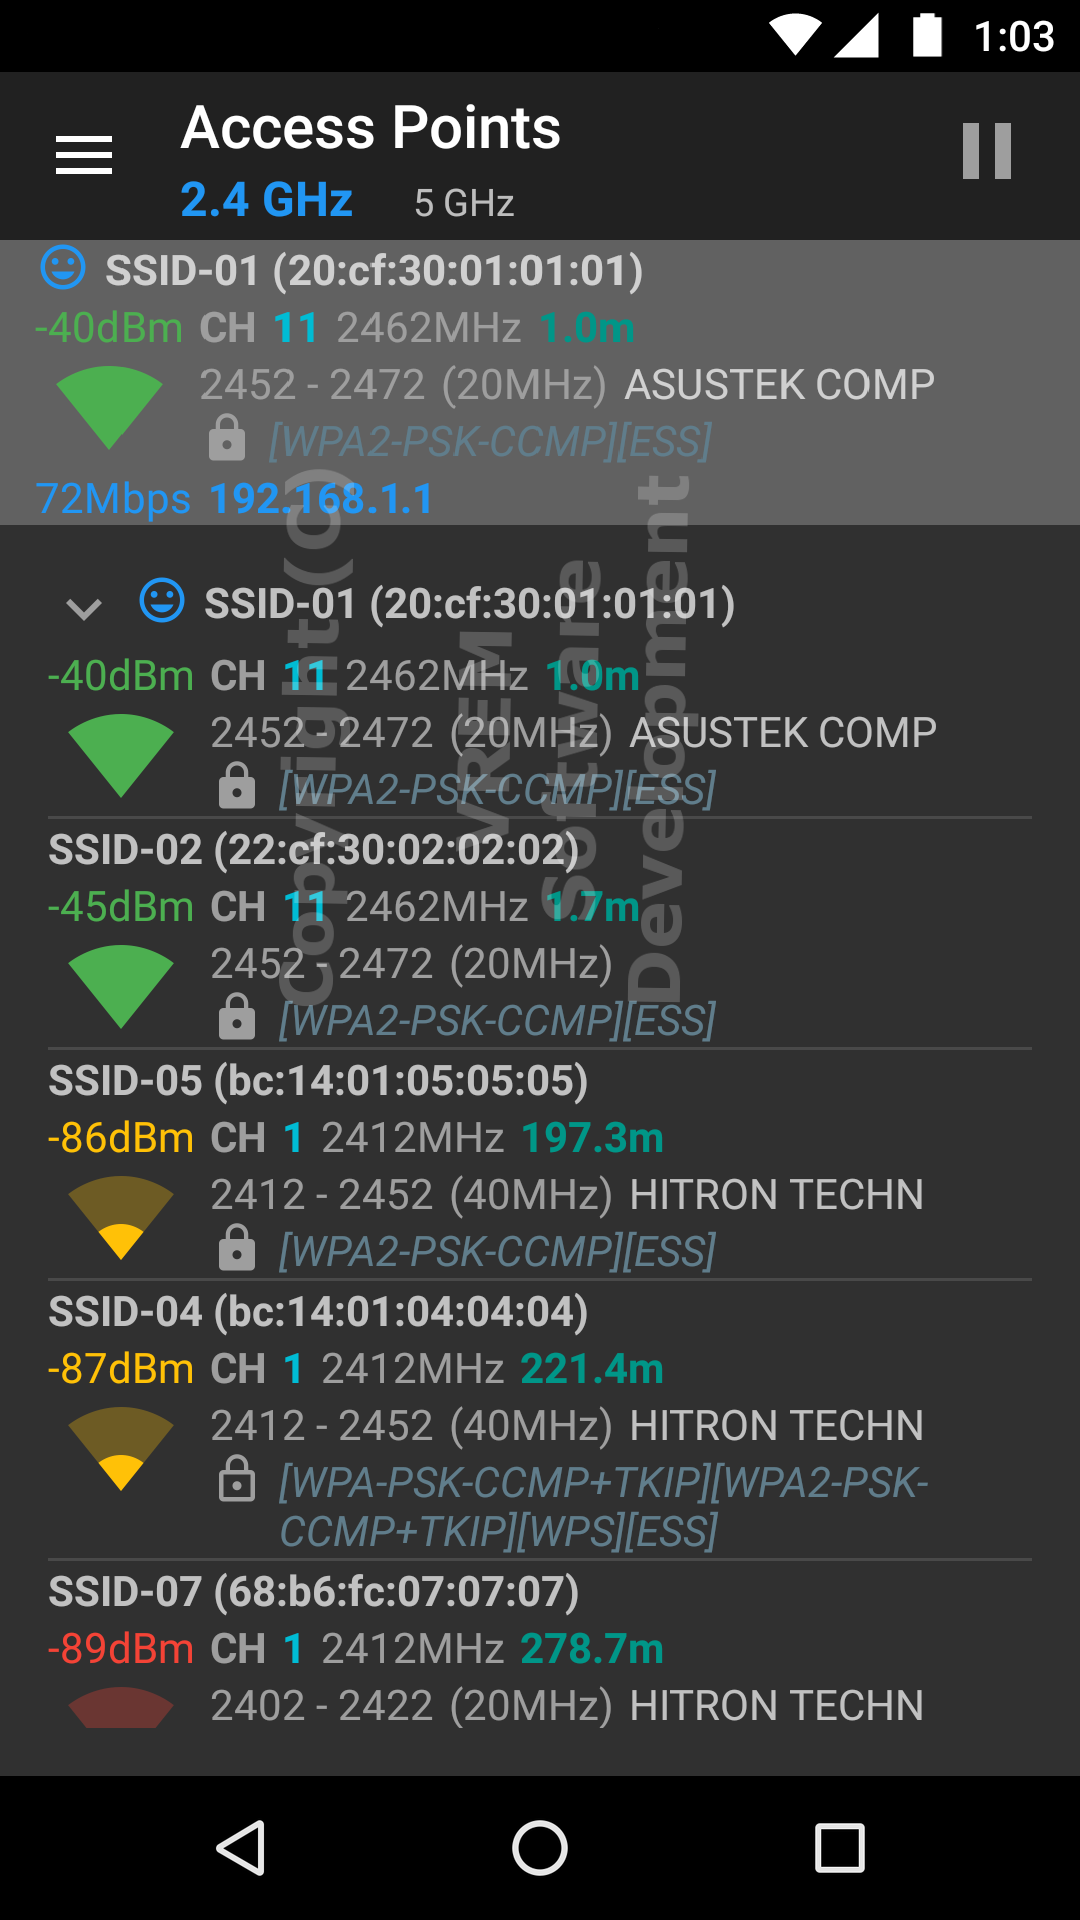 1:03
Access Points
2.4 GHz 5 GHz
SSID-01 (20:cf:30:01:01:01)
-40dBm CH 11 2462MHz 1.0m
2452 - 2472 (20MHz) ASUSTEK COMP
[WPA2-PSK-CCMP][ESS]
72Mbps 192.168.1.1
SSID-01 (20:cf:30:01:01:01)
-40dBm CH 11 2462MHz 1.0m
2452 - 2472 (20MHz) ASUSTEK COMP
[WPA2-PSK-CCMP][ESS]
SSID-02 (22:cf:30:02:02:02)
-45dBm CH 11 2462MHz 1.7m
2452 - 2472 (20MHz)
[WPA2-PSK-CCMP][ESS]
SSID-05 (bc:14:01:05:05:05)
-86dBm CH 1 2412MHz 197.3m
2412 - 2452 (40MHz) HITRON TECHN
[WPA2-PSK-CCMP][ESS]
SSID-04 (bc:14:01:04:04:04)
-87dBm CH 1 2412MHz 221.4m
2412 - 2452 (40MHz) HITRON TECHN
[WPA-PSK-CCMP+TKIP][WPA2-PSK-
CCMP+TKIP][WPS][ESS]
SSID-07 (68:b6:fc:07:07:07)
-89dBm CH 1 2412MHz 278.7m
2402 - 2422 (20MHz) HITRON TECHN
Copyright (C)
VREM
Software
Development